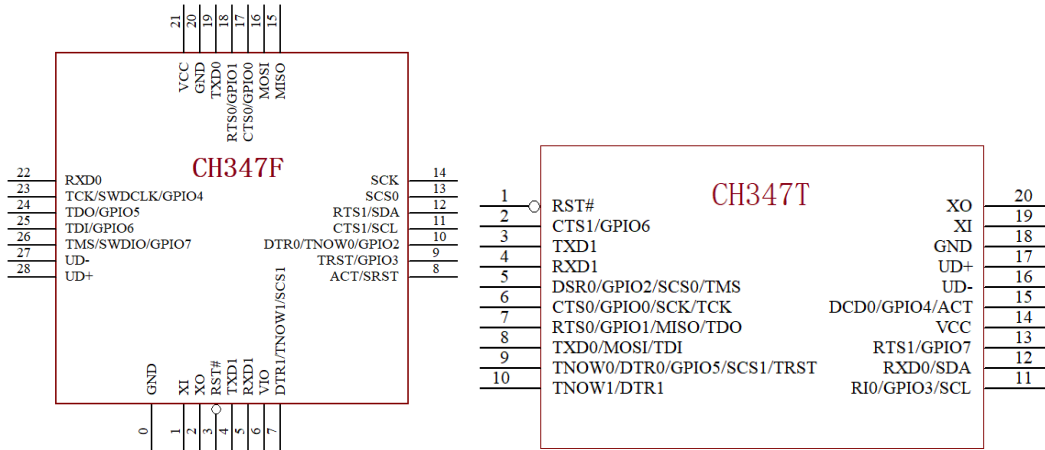 21 20 19 18 17 16 15
VCC GND TXD0 RTS0/GPIO1 CTS0/GPIO0 MOSI MISO
CH347F
22 RXD0
23 TCK/SWDCLK/GPIO4
24 TDO/GPIO5
25 TDI/GPIO6
26 TMS/SWDIO/GPIO7
27 UD-
28 UD+
SCK 14
SCS0 13
RTS1/SDA 12
CTS1/SCL 11
DTR0/TNOW0/GPIO2 10
TRST/GPIO3 9
ACT/SRST 8
GND XI XO RST# TXD1 RXD1 VIO DTR1/TNOW1/SCS1
0 1 2 3 4 5 6 7
CH347T
1 RST#
2 CTS1/GPIO6
3 TXD1
4 RXD1
5 DSR0/GPIO2/SCS0/TMS
6 CTS0/GPIO0/SCK/TCK
7 RTS0/GPIO1/MISO/TDO
8 TXD0/MOSI/TDI
9 TNOW0/DTR0/GPIO5/SCS1/TRST
10 TNOW1/DTR1
XO 20
XI 19
GND 18
UD+ 17
UD- 16
DCD0/GPIO4/ACT 15
VCC 14
RTS1/GPIO7 13
RXD0/SDA 12
RI0/GPIO3/SCL 11